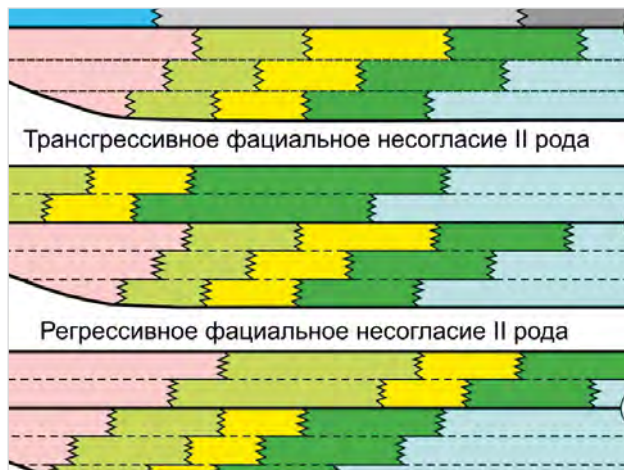 Трансгрессивное фациальное несогласие II рода
Регрессивное фациальное несогласие II рода